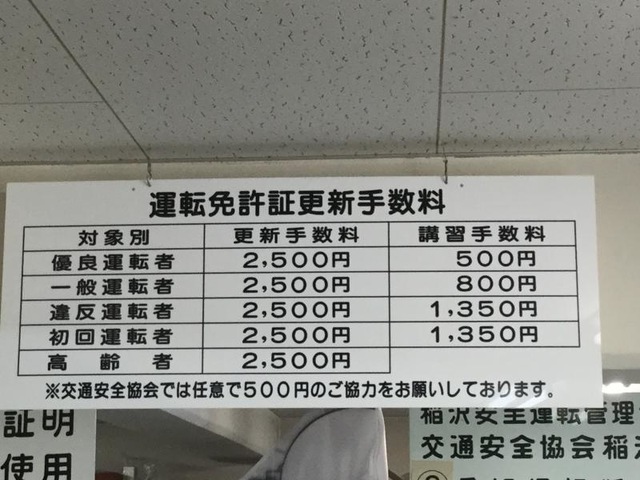 運転免許証更新手数料
対象別 更新手数料 講習手数料
優良運転者 2,500円 500円
一般運転者 2,500円 800円
違反運転者 2,500円 1,350円
初回運転者 2,500円 1,350円
高齢者 2,500円
※交通安全協会では任意で500円のご協力をお願いしております。
証明
使用
稲沢安全運転管理
交通安全協会稲沢